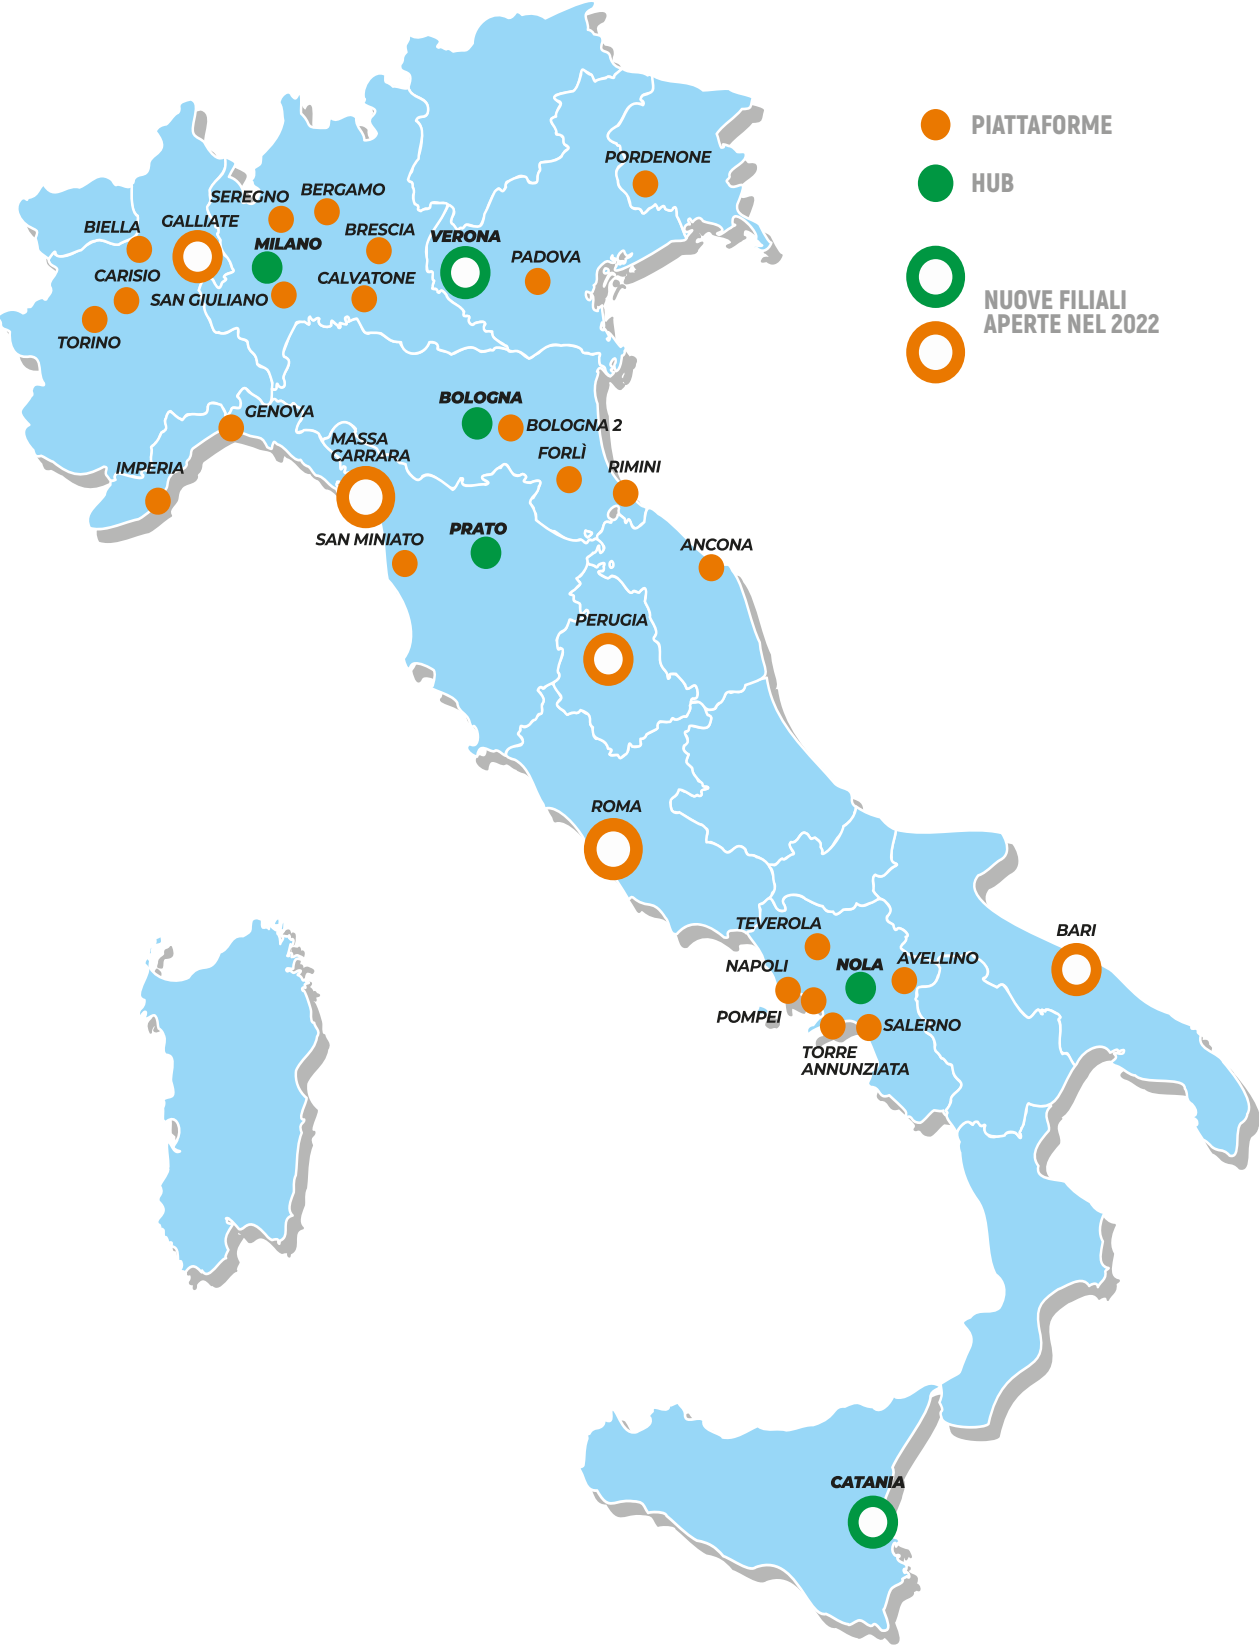 PIATTAFORME
HUB
NUOVE FILIALI
APERTE NEL 2022
PORDENONE
SEREGNO
BERGAMO
BIELLA
GALLIATE
BRESCIA
VERONA
MILANO
PADOVA
CARISIO
CALVATONE
SAN GIULIANO
TORINO
BOLOGNA
GENOVA
BOLOGNA 2
MASSA
CARRARA
FORLÌ
IMPERIA
RIMINI
PRATO
SAN MINIATO
ANCONA
PERUGIA
ROMA
TEVEROLA
BARI
NAPOLI
NOLA
AVELLINO
POMPEI
SALERNO
TORRE
ANNUNZIATA
CATANIA